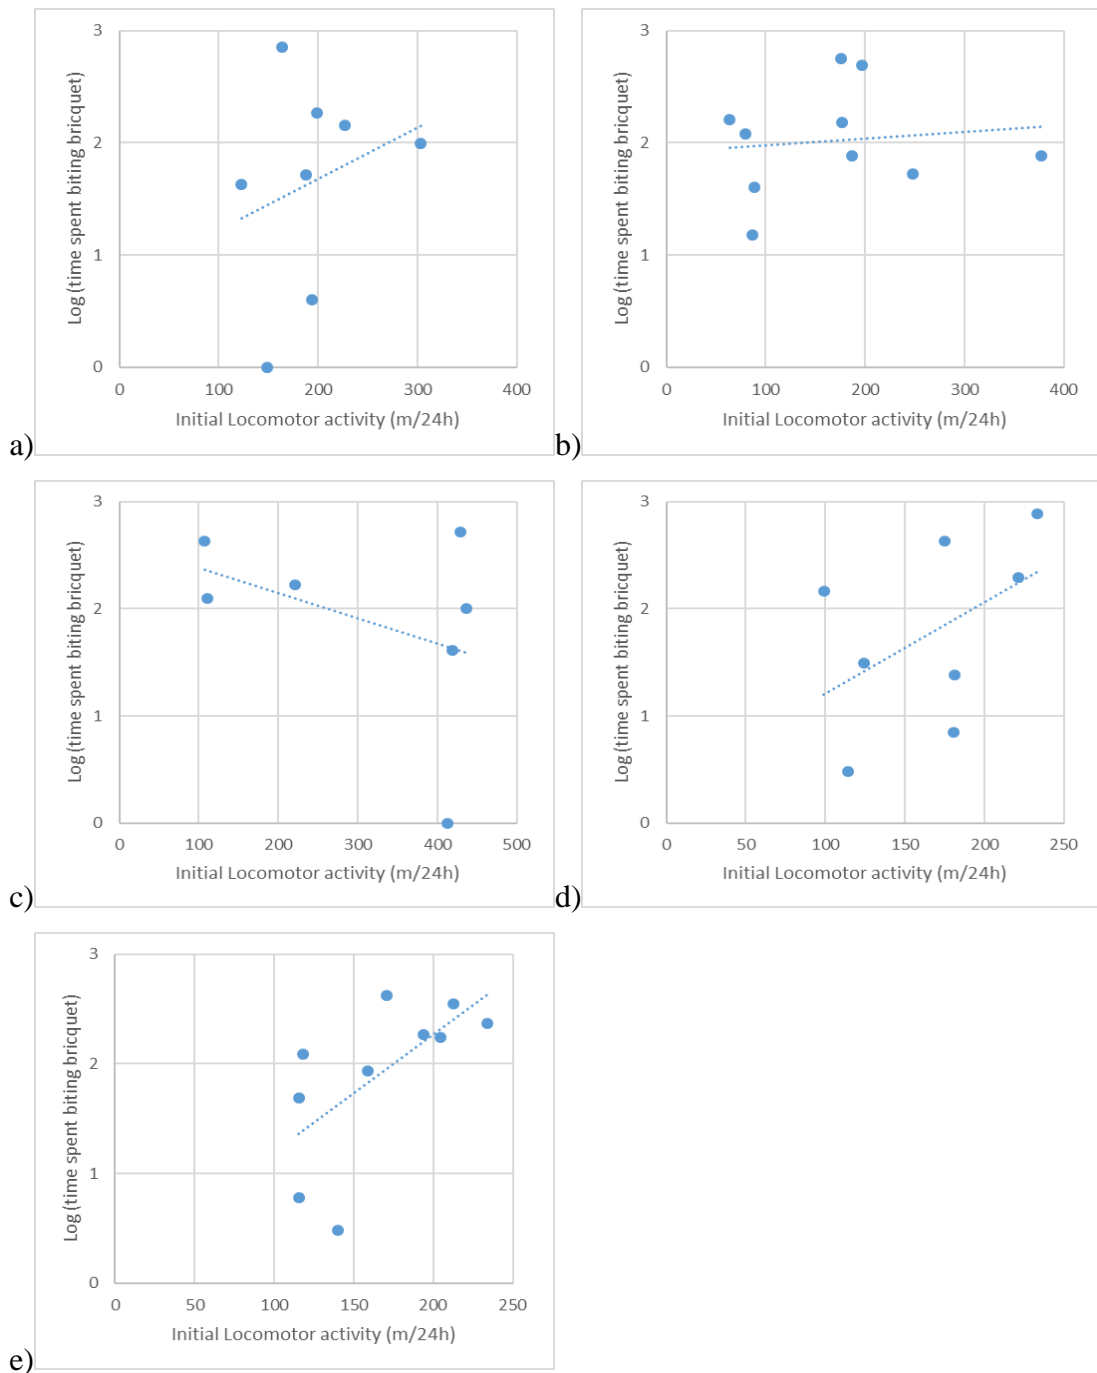 3
2
1
0
0 100 200 300 400
Log (time spent biting bricquet)
Initial Locomotor activity (m/24h)
a)
3
2
1
0
0 100 200 300 400
Log (time spent biting bricquet)
Initial Locomotor activity (m/24h)
b)
3
2
1
0
0 100 200 300 400 500
Log (time spent biting bricquet)
Initial Locomotor activity (m/24h)
c)
3
2
1
0
0 50 100 150 200 250
Log (time spent biting bricquet)
Initial Locomotor activity (m/24h)
d)
3
2
1
0
0 50 100 150 200 250
Log (time spent biting bricquet)
Initial Locomotor activity (m/24h)
e)